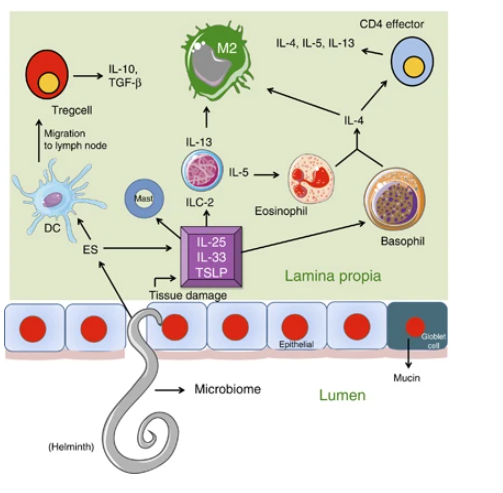 CD4 effector
IL-4, IL-5, IL-13
M2
IL-10,
TGF-β
Tregcell
Migration
to lymph node
IL-4
IL-13
IL-5
Mast
ILC-2
DC
Eosinophil
Basophil
ES
IL-25
IL-33
TSLP
Lamina propia
Tissue damage
Epithelial
Globlet
cell
Mucin
Microbiome
Lumen
(Helminth)